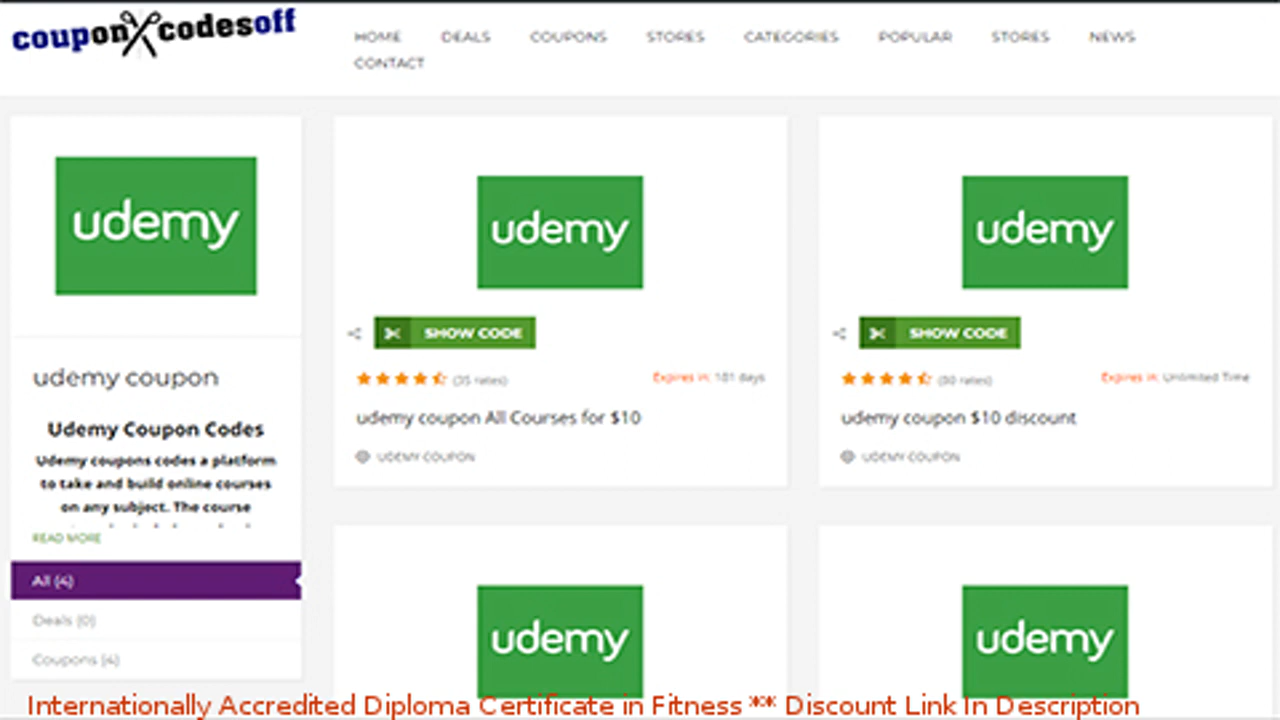 couponcodesoff
HOME DEALS COUPONS STORES CATEGORIES POPULAR STORES NEWS
CONTACT
udemy
udemy coupon
Udemy Coupon Codes
Udemy coupons codes a platform
to take and build online courses
on any subject. The course
READ MORE
All (4)
Deals (0)
Coupons (4)
udemy
SHOW CODE
(35 rates) Expires in: 181 days
udemy coupon All Courses for $10
UDEMY COUPON
udemy
SHOW CODE
Expires in: Unlimited Time
udemy coupon $10 discount
UDEMY COUPON
udemy
udemy
Internationally Accredited Diploma Certificate in Fitness ** Discount Link In Description